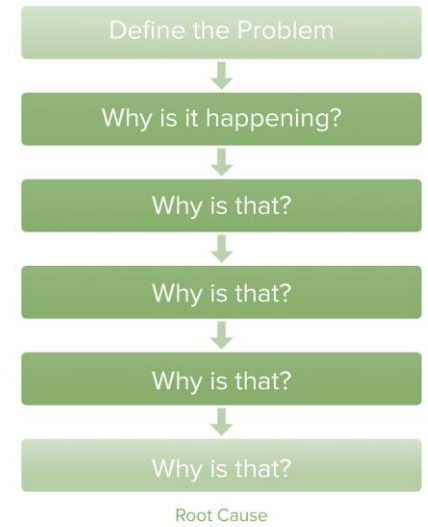 Define the Problem
Why is it happening?
Why is that?
Why is that?
Why is that?
Why is that?
Root Cause